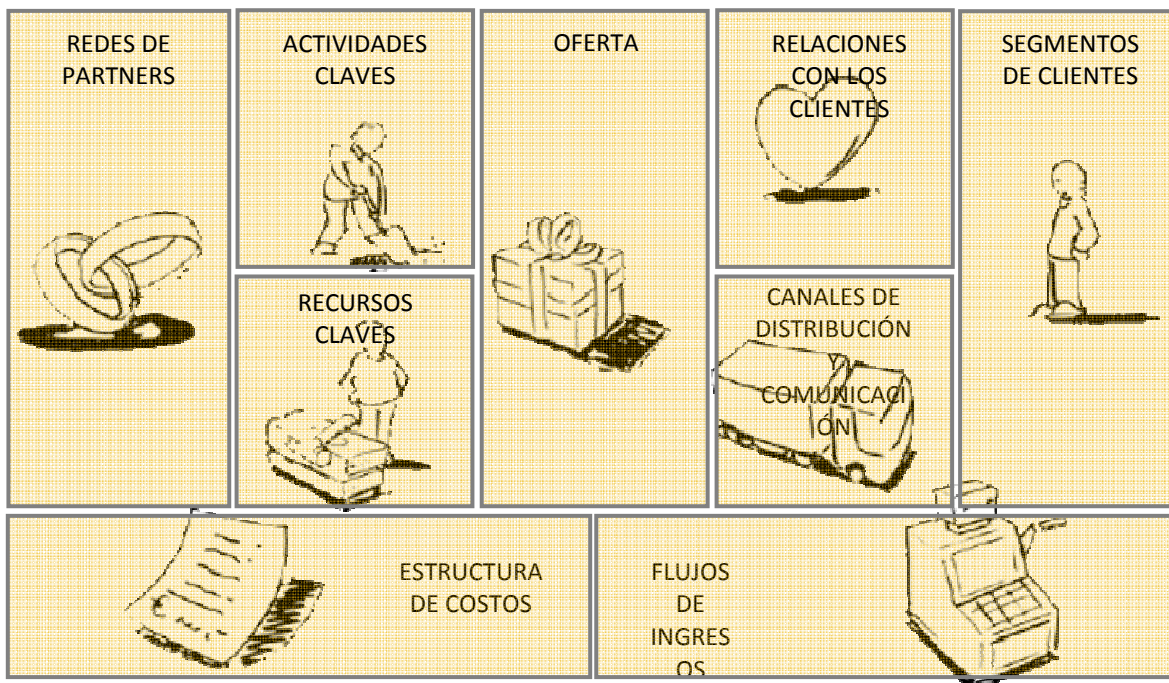 REDES DE
PARTNERS
ACTIVIDADES
CLAVES
RECURSOS
CLAVES
OFERTA
RELACIONES
CON LOS
CLIENTES
CANALES DE
DISTRIBUCIÓN
COMUNICACI
ÓN
SEGMENTOS
DE CLIENTES
ESTRUCTURA
DE COSTOS
FLUJOS
DE
INGRES
OS